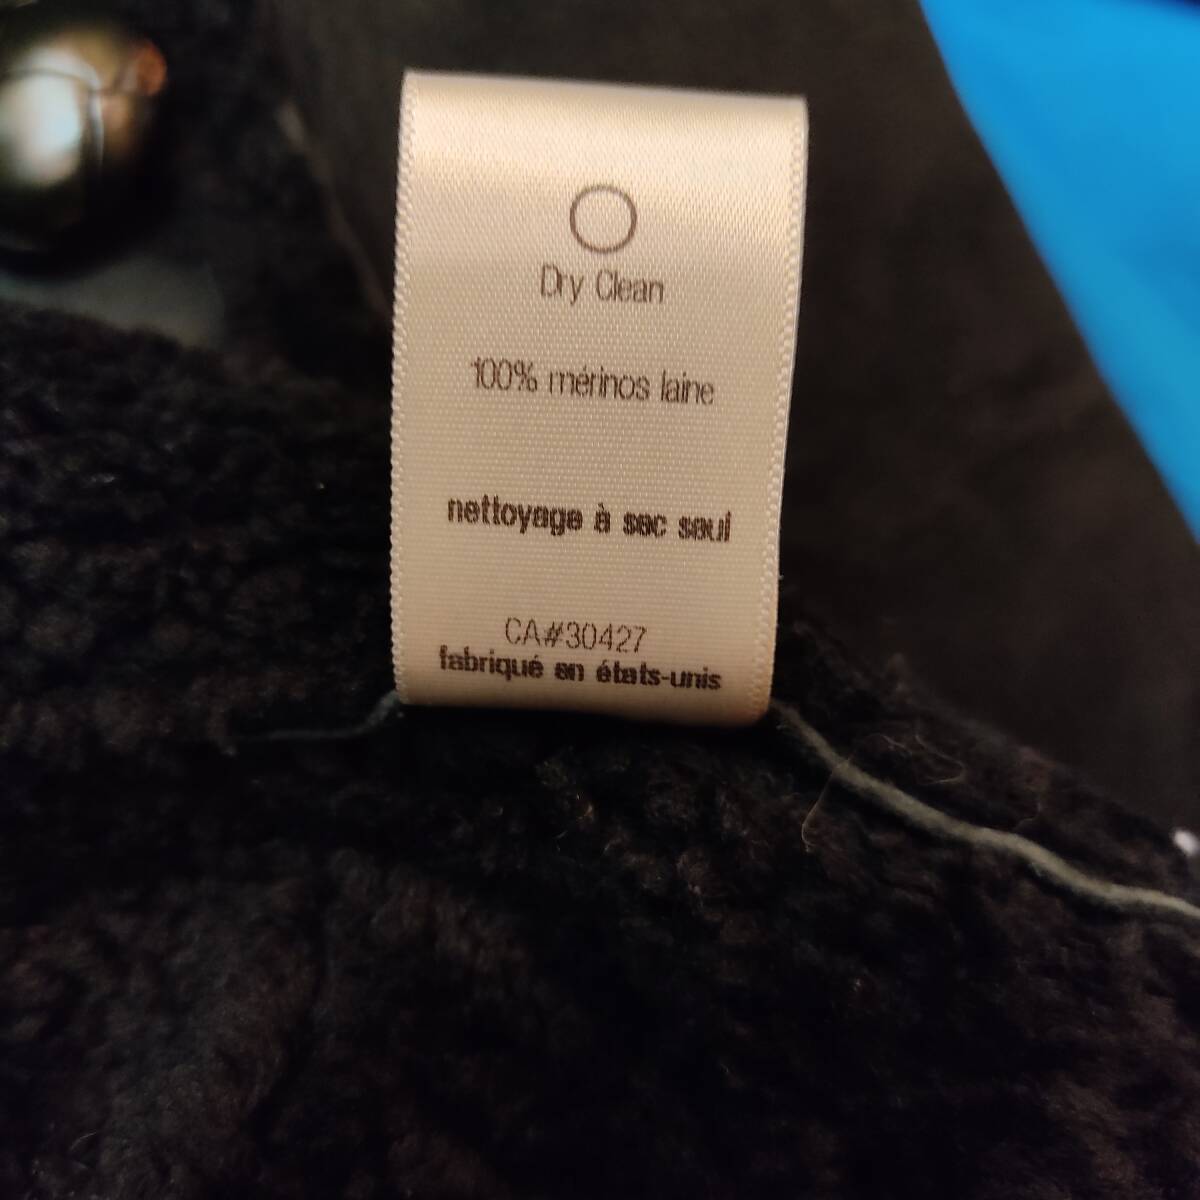 Dry Clean
100% mérinos laine
nettoyage à sec seul
CA#30427
fabriqué en états-unis